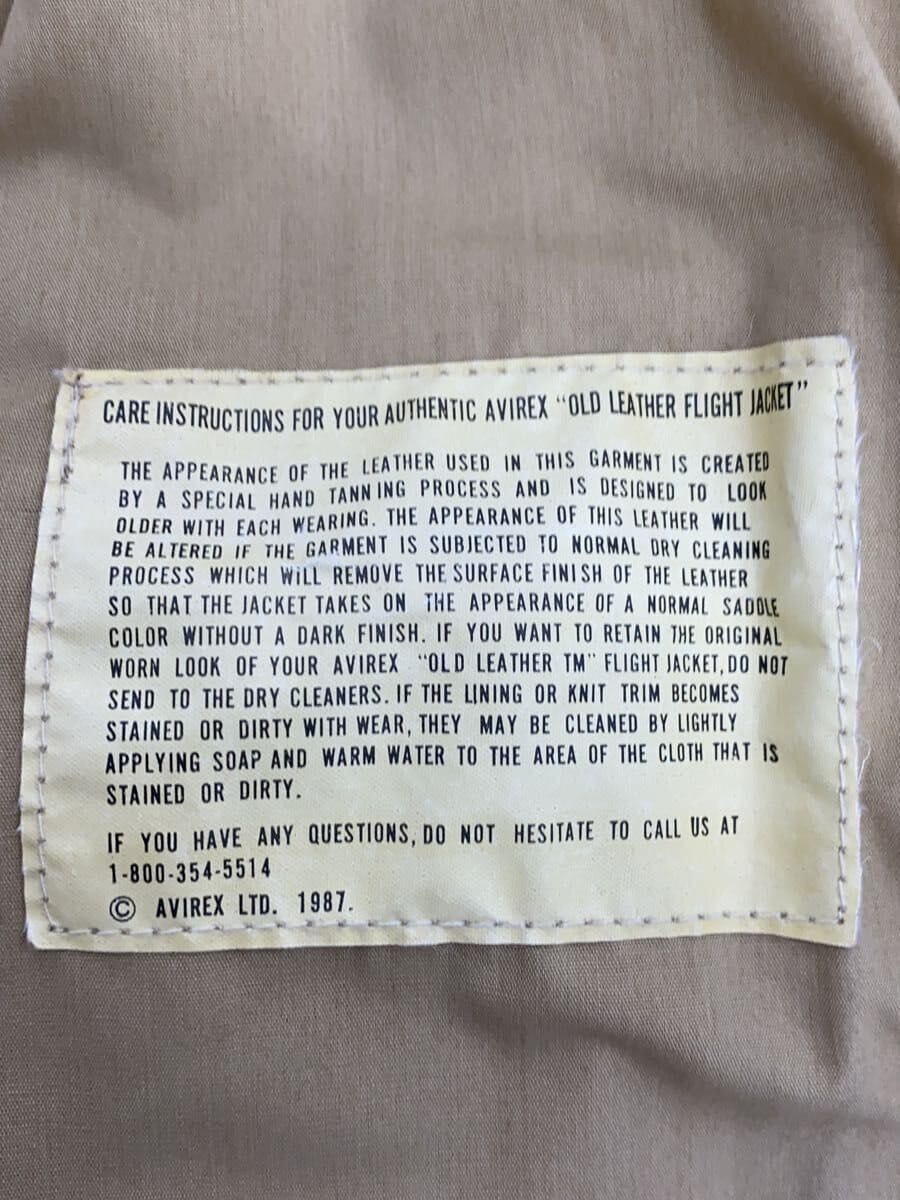 CARE INSTRUCTIONS FOR YOUR AUTHENTIC AVIREX "OLD LEATHER FLIGHT JACKET"
THE APPEARANCE OF THE LEATHER USED IN THIS GARMENT IS CREATED
BY A SPECIAL HAND TANNING PROCESS AND IS DESIGNED TO LOOK
OLDER WITH EACH WEARING. THE APPEARANCE OF THIS LEATHER WILL
BE ALTERED IF THE GARMENT IS SUBJECTED TO NORMAL DRY CLEANING
PROCESS WHICH WiLL REMOVE THE SURFACE FINISH OF THE LEATHER
SO THAT THE JACKET TAKES ON THE APPEARANCE OF A NORMAL SADDLE
COLOR WITHOUT A DARK FINISH. IF YOU WANT TO RETAIN THE ORIGINAL
WORN LOOK OF YOUR AVIREX "OLD LEATHER TM" FLIGHT JACKET, DO NOT
SEND TO THE DRY CLEANERS. IF THE LINING OR KNIT TRIM BECOMES
STAINED OR DIRTY WITH WEAR, THEY MAY BE CLEANED BY LIGHTLY
APPLYING SOAP AND WARM WATER TO THE AREA OF THE CLOTH THAT IS
STAINED OR DIRTY.
IF YOU HAVE ANY QUESTIONS, DO NOT HESITATE TO CALL US AT
1-800-354-5514
© AVIREX LTD. 1987.